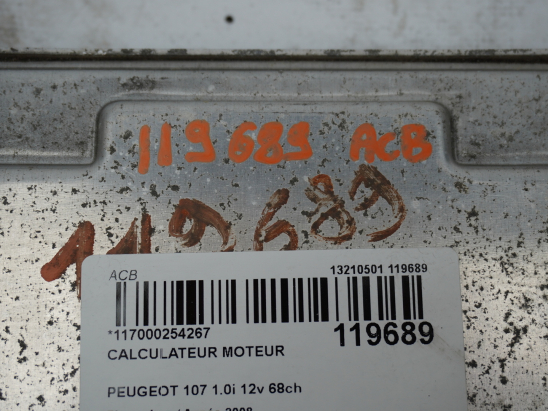 119689 ACB
119689
ACB 13210501 119689
*117000254267 119689
CALCULATEUR MOTEUR
PEUGEOT 107 1.0i 12v 68ch